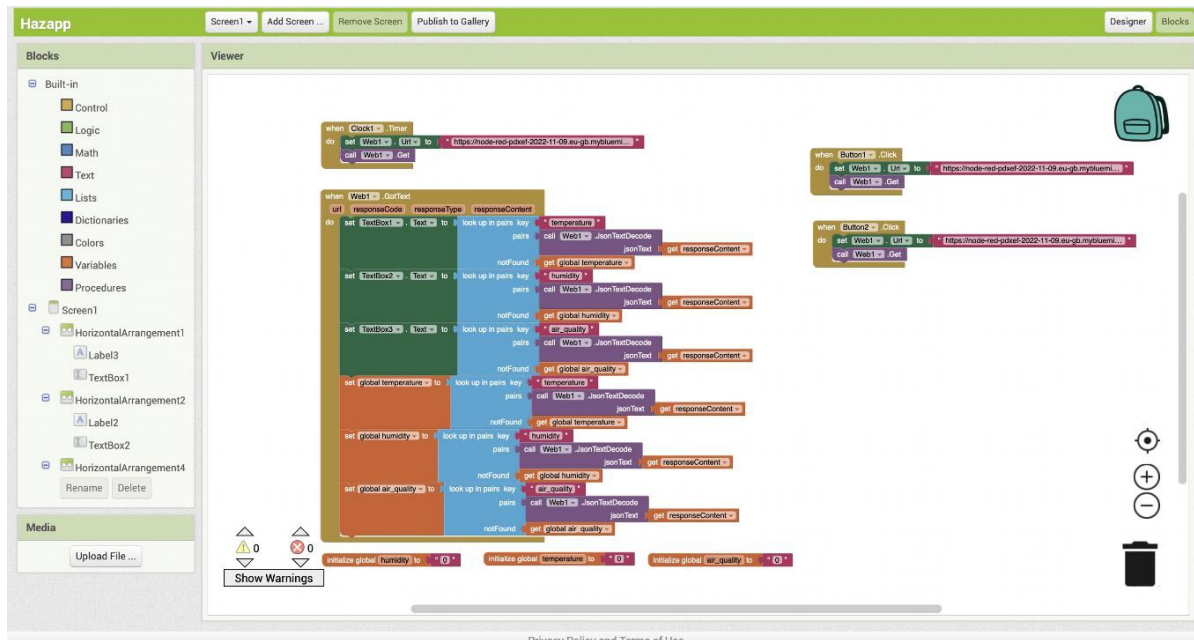 Hazapp
Screen1 Add Screen ... Remove Screen Publish to Gallery Designer Blocks
Blocks
Viewer
Built-in
Control
Logic
Math
Text
Lists
Dictionaries
Colors
Variables
Procedures
Screen1
HorizontalArrangement1
Label3
TextBox1
HorizontalArrangement2
Label2
TextBox2
HorizontalArrangement4
Rename Delete
Media
Upload File ...
when Clock1 .Timer
do set Web1 . Url to " https://node-red-pdxef-2022-11-09.eu-gb.mybluemi... "
call Web1 .Get
when Web1 .GotText
url responseCode responseType responseContent
do set TextBox1 . Text to look up in pairs key " temperature "
pairs call Web1 .JsonTextDecode
jsonText get responseContent
notFound get global temperature
set TextBox2 . Text to look up in pairs key " humidity "
pairs call Web1 .JsonTextDecode
jsonText get responseContent
notFound get global humidity
set TextBox3 . Text to look up in pairs key " air_quality "
pairs call Web1 .JsonTextDecode
jsonText get responseContent
notFound get global air_quality
set global temperature to look up in pairs key " temperature "
pairs call Web1 .JsonTextDecode
jsonText get responseContent
notFound get global temperature
set global humidity to look up in pairs key " humidity "
pairs call Web1 .JsonTextDecode
jsonText get responseContent
notFound get global humidity
set global air_quality to look up in pairs key " air_quality "
pairs call Web1 .JsonTextDecode
jsonText get responseContent
notFound get global air_quality
initialize global humidity to " 0 "
initialize global temperature to " 0 "
initialize global air_quality to " 0 "
when Button1 .Click
do set Web1 . Url to " https://node-red-pdxef-2022-11-09.eu-gb.mybluemi... "
call Web1 .Get
when Button2 .Click
do set Web1 . Url to " https://node-red-pdxef-2022-11-09.eu-gb.mybluemi... "
call Web1 .Get
0 0
Show Warnings
Privacy Policy and Terms of Use